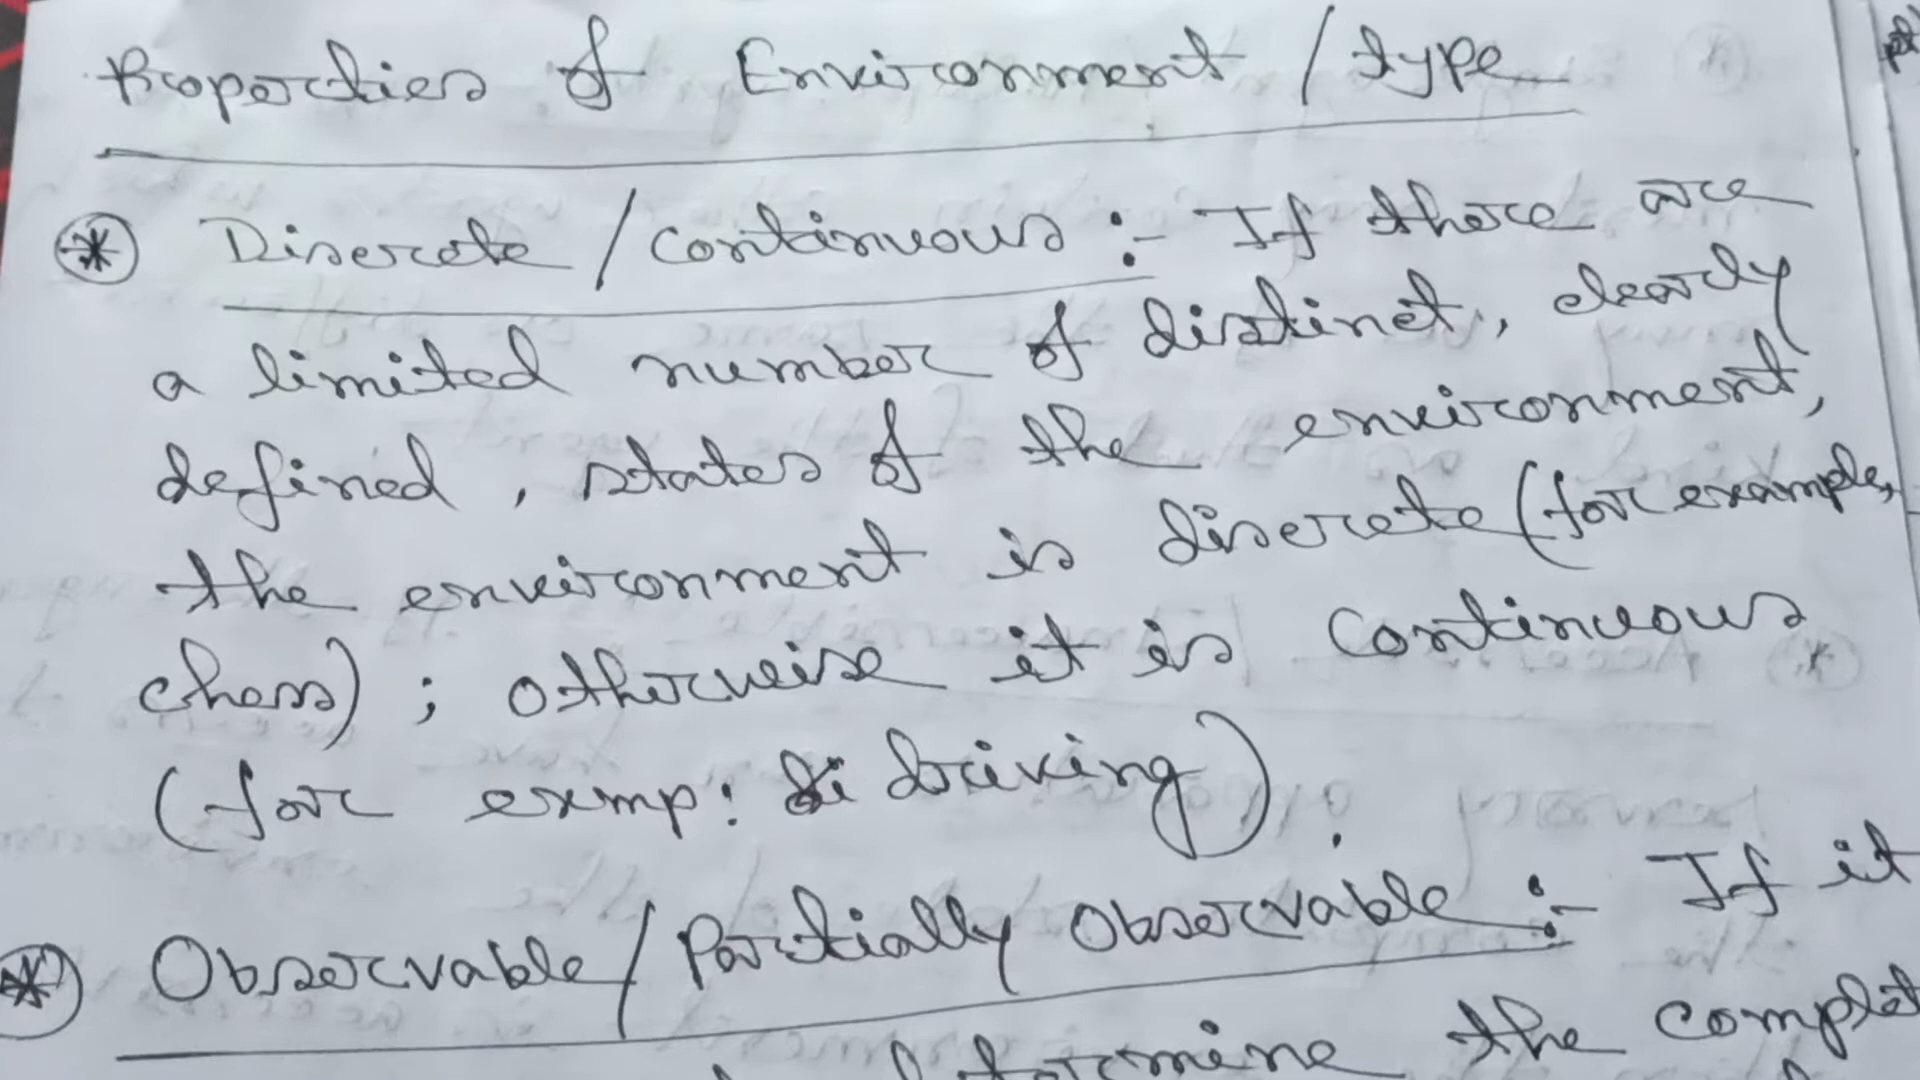 Properties of Environment / type
Discrete / continuous :- If there are
a limited number of distinct, clearly
defined, states of the environment,
the environment is discrete (for example,
chess) ; otherwise it is continuous
(for exmp: driving).
Observable / Partially Observable :- If it
determine the complet